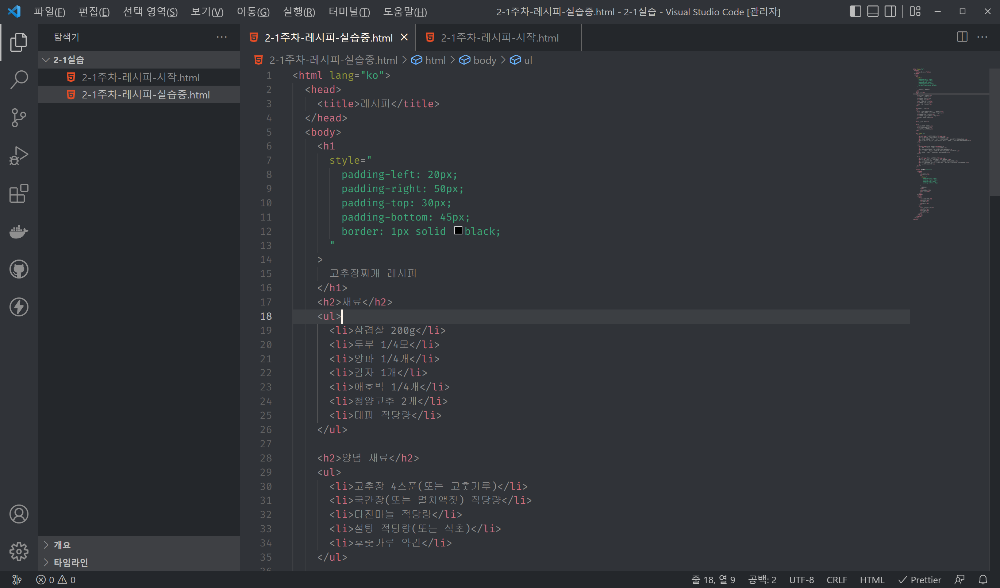 파일(F) 편집(E) 선택 영역(S) 보기(V) 이동(G) 실행(R) 터미널(T) 도움말(H) 2-1주차-레시피-실습중.html - 2-1실습 - Visual Studio Code [관리자]
탐색기
2-1실습
2-1주차-레시피-시작.html
2-1주차-레시피-실습중.html
개요
타임라인
2-1주차-레시피-실습중.html 2-1주차-레시피-시작.html
2-1주차-레시피-실습중.html > html > body > ul
1 <html lang="ko">
2 <head>
3 <title>레시피</title>
4 </head>
5 <body>
6 <h1
7 style="
8 padding-left: 20px;
9 padding-right: 50px;
10 padding-top: 30px;
11 padding-bottom: 45px;
12 border: 1px solid black;
13 "
14 >
15 고추장찌개 레시피
16 </h1>
17 <h2>재료</h2>
18 <ul>
19 <li>삼겹살 200g</li>
20 <li>두부 1/4모</li>
21 <li>양파 1/4개</li>
22 <li>감자 1개</li>
23 <li>애호박 1/4개</li>
24 <li>청양고추 2개</li>
25 <li>대파 적당량</li>
26 </ul>
27
28 <h2>양념 재료</h2>
29 <ul>
30 <li>고추장 4스푼(또는 고춧가루)</li>
31 <li>국간장(또는 멸치액젓) 적당량</li>
32 <li>다진마늘 적당량</li>
33 <li>설탕 적당량(또는 식초)</li>
34 <li>후춧가루 약간</li>
35 </ul>
36
0 0 줄 18, 열 9 공백: 2 UTF-8 CRLF HTML Prettier